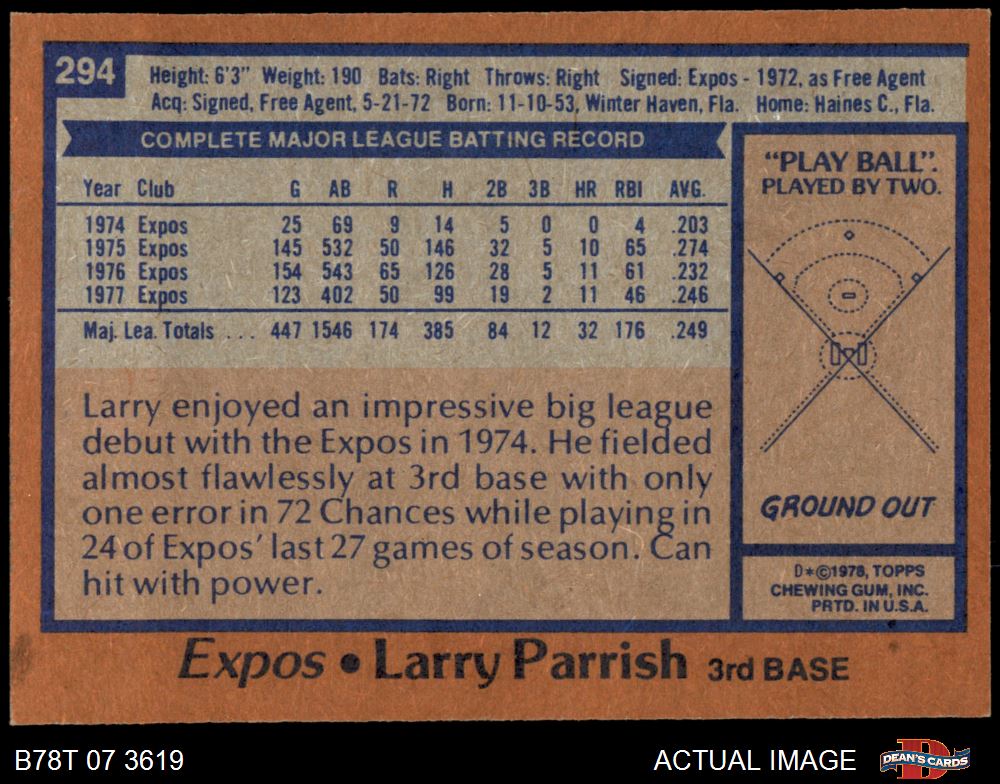 294
Height: 6'3" Weight: 190 Bats: Right Throws: Right Signed: Expos - 1972, as Free Agent
Acq: Signed, Free Agent, 5-21-72 Born: 11-10-53, Winter Haven, Fla. Home: Haines C., Fla.
COMPLETE MAJOR LEAGUE BATTING RECORD
Year Club G AB R H 2B 3B HR RBI AVG.
1974 Expos 25 69 9 14 5 0 0 4 .203
1975 Expos 145 532 50 146 32 5 10 65 .274
1976 Expos 154 543 65 126 28 5 11 61 .232
1977 Expos 123 402 50 99 19 2 11 46 .246
Maj. Lea. Totals . . . 447 1546 174 385 84 12 32 176 .249
Larry enjoyed an impressive big league
debut with the Expos in 1974. He fielded
almost flawlessly at 3rd base with only
one error in 72 Chances while playing in
24 of Expos' last 27 games of season. Can
hit with power.
"PLAY BALL".
PLAYED BY TWO.
GROUND OUT
D*©1978, TOPPS
CHEWING GUM, INC.
PRTD. IN U.S.A.
Expos • Larry Parrish 3rd BASE
B78T 07 3619
ACTUAL IMAGE
DEAN'S CARDS